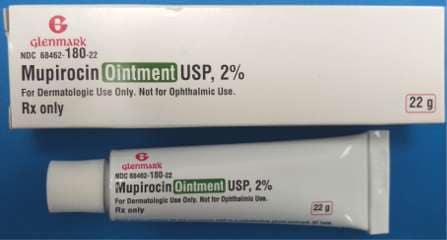 Glenmark
NDC 68462-180-22
Mupirocin Ointment USP, 2%
For Dermatologic Use Only. Not for Ophthalmic Use.
Rx only
22 g
Glenmark
NDC 68462-180-22
Mupirocin Ointment USP, 2%
For Dermatologic Use Only. Not for Ophthalmic Use.
Rx only
22 g